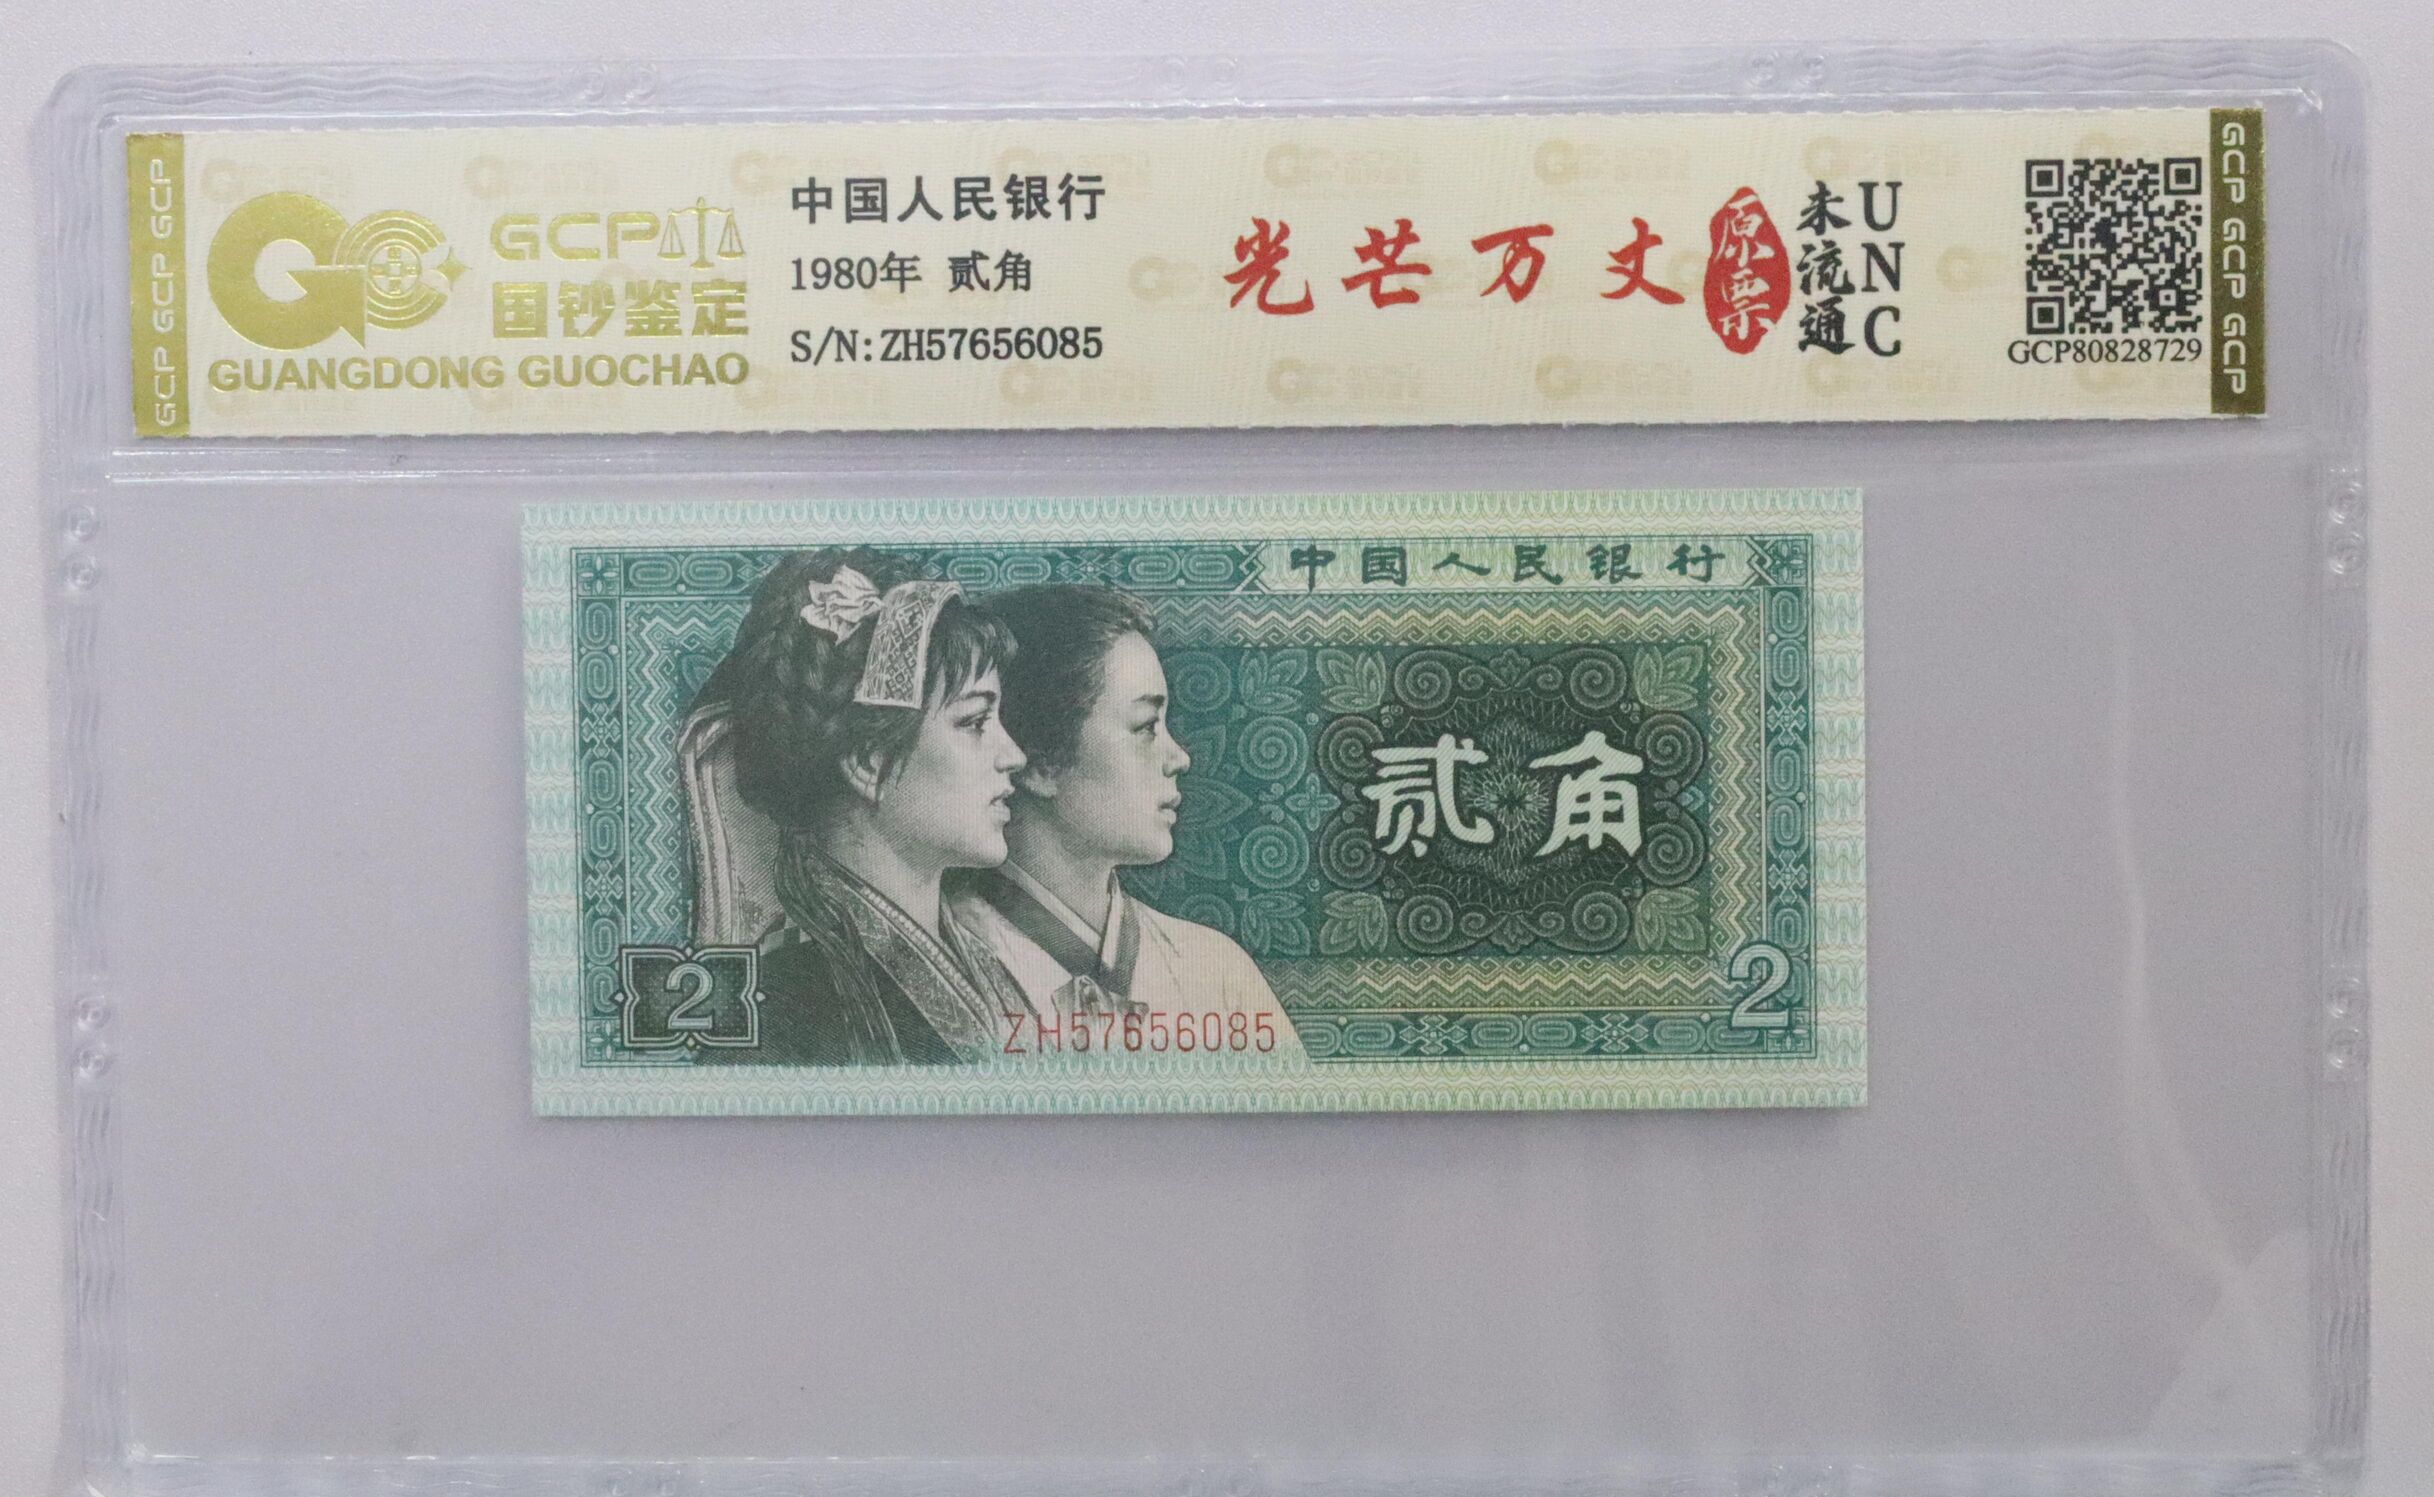 GCP GCP GCP
GCP
国钞鉴定
GUANGDONG GUOCHAO
中国人民银行
1980年 贰角
S/N:ZH57656085
光芒万丈
原票
未流通
UNC
GCP80828729
GCP GCP GCP
中国人民银行
贰角
2
2
ZH57656085